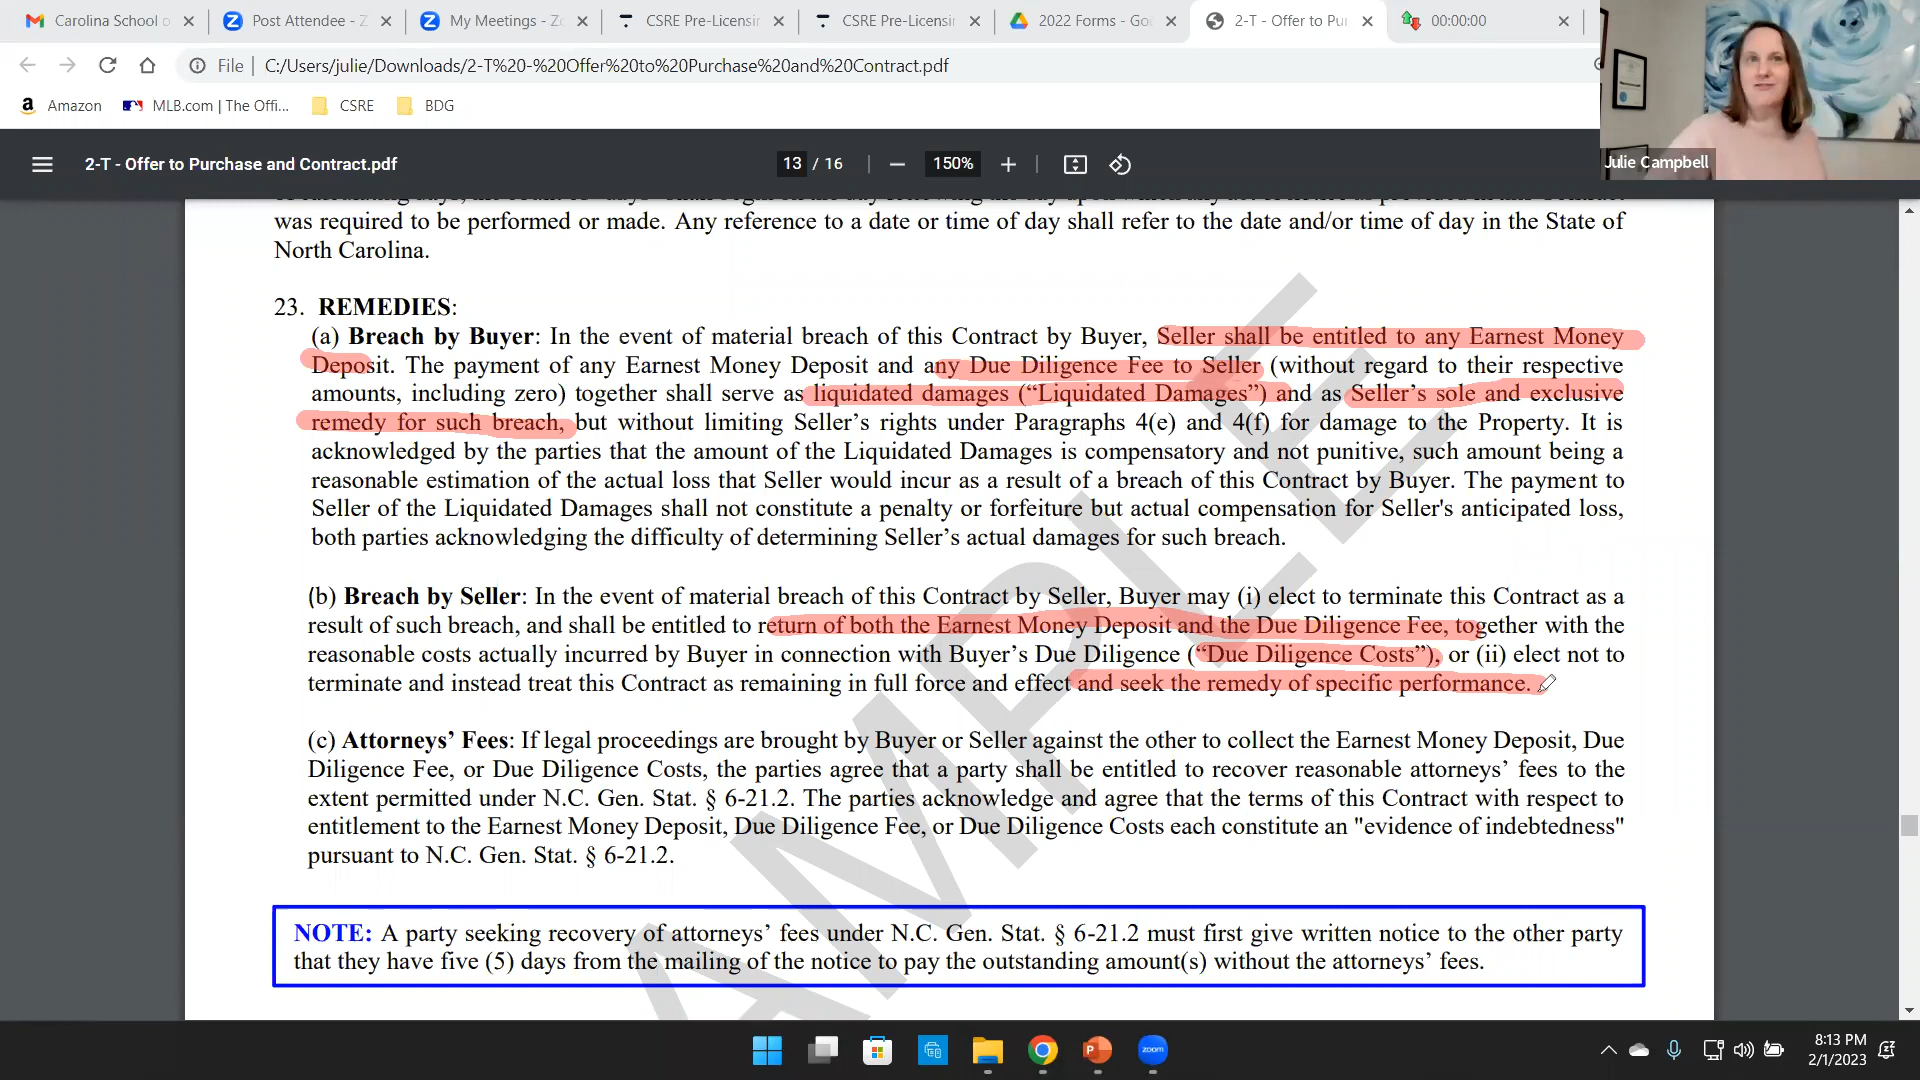 Carolina School o
Post Attendee - Z
My Meetings - Zo
CSRE Pre-Licensin
CSRE Pre-Licensin
2022 Forms - Goo
2-T - Offer to Pu
00:00:00
File | C:/Users/julie/Downloads/2-T%20-%20Offer%20to%20Purchase%20and%20Contract.pdf
Amazon
MLB.com | The Offi...
CSRE
BDG
Julie Campbell
2-T - Offer to Purchase and Contract.pdf
13 / 16
150%
was required to be performed or made. Any reference to a date or time of day shall refer to the date and/or time of day in the State of
North Carolina.
23. REMEDIES:
(a) Breach by Buyer: In the event of material breach of this Contract by Buyer, Seller shall be entitled to any Earnest Money
Deposit. The payment of any Earnest Money Deposit and any Due Diligence Fee to Seller (without regard to their respective
amounts, including zero) together shall serve as liquidated damages (“Liquidated Damages”) and as Seller’s sole and exclusive
remedy for such breach, but without limiting Seller’s rights under Paragraphs 4(e) and 4(f) for damage to the Property. It is
acknowledged by the parties that the amount of the Liquidated Damages is compensatory and not punitive, such amount being a
reasonable estimation of the actual loss that Seller would incur as a result of a breach of this Contract by Buyer. The payment to
Seller of the Liquidated Damages shall not constitute a penalty or forfeiture but actual compensation for Seller's anticipated loss,
both parties acknowledging the difficulty of determining Seller’s actual damages for such breach.
(b) Breach by Seller: In the event of material breach of this Contract by Seller, Buyer may (i) elect to terminate this Contract as a
result of such breach, and shall be entitled to return of both the Earnest Money Deposit and the Due Diligence Fee, together with the
reasonable costs actually incurred by Buyer in connection with Buyer’s Due Diligence (“Due Diligence Costs”), or (ii) elect not to
terminate and instead treat this Contract as remaining in full force and effect and seek the remedy of specific performance.
(c) Attorneys’ Fees: If legal proceedings are brought by Buyer or Seller against the other to collect the Earnest Money Deposit, Due
Diligence Fee, or Due Diligence Costs, the parties agree that a party shall be entitled to recover reasonable attorneys’ fees to the
extent permitted under N.C. Gen. Stat. § 6-21.2. The parties acknowledge and agree that the terms of this Contract with respect to
entitlement to the Earnest Money Deposit, Due Diligence Fee, or Due Diligence Costs each constitute an "evidence of indebtedness"
pursuant to N.C. Gen. Stat. § 6-21.2.
NOTE: A party seeking recovery of attorneys’ fees under N.C. Gen. Stat. § 6-21.2 must first give written notice to the other party
that they have five (5) days from the mailing of the notice to pay the outstanding amount(s) without the attorneys’ fees.
AMPLE
zoom
8:13 PM
2/1/2023